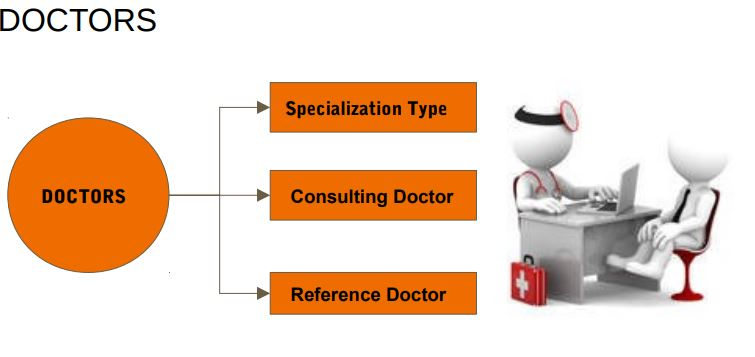 DOCTORS
DOCTORS
Specialization Type
Consulting Doctor
Reference Doctor